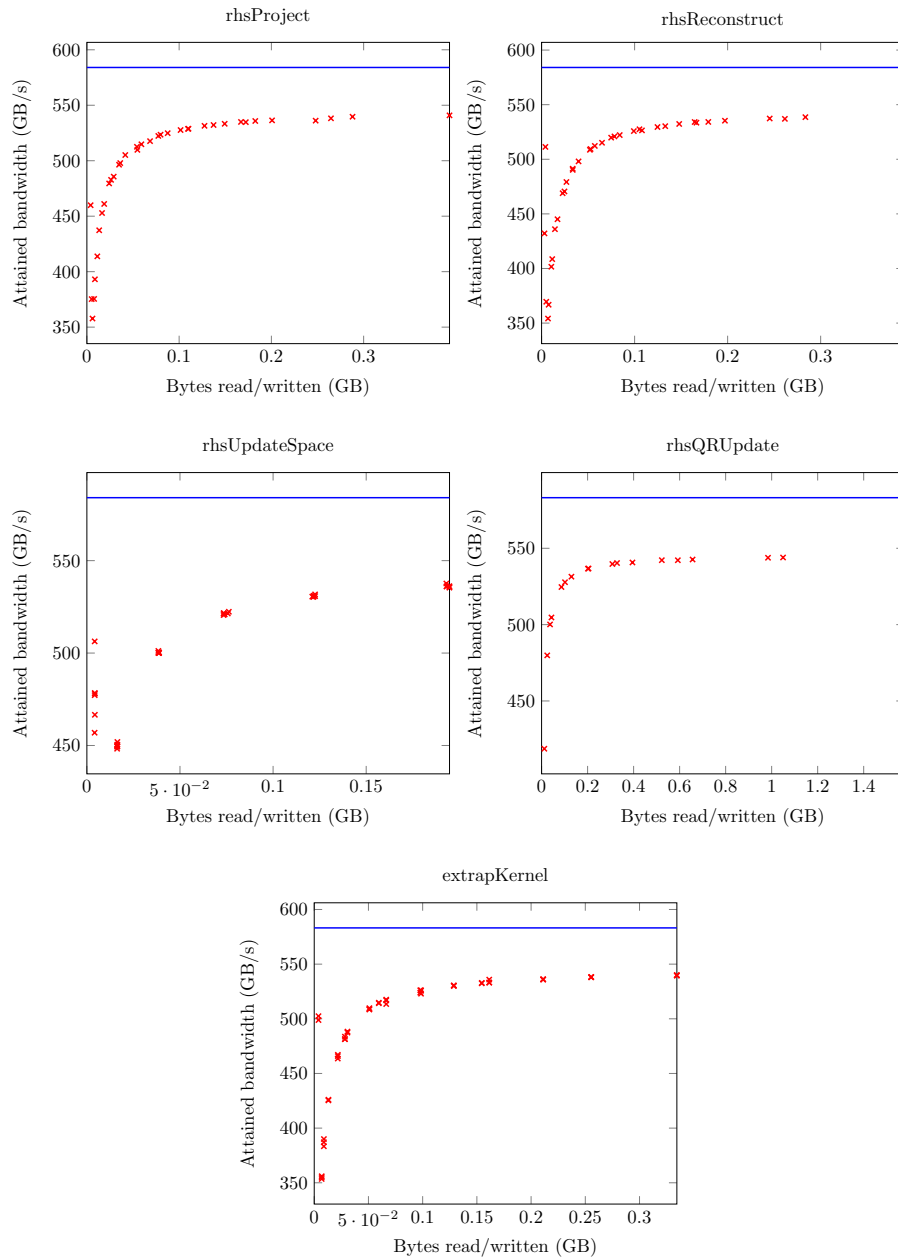 rhsProject
600
550
500
450
400
350
0
0.1
0.2
0.3
Bytes read/written (GB)
Attained bandwidth (GB/s)
rhsReconstruct
600
550
500
450
400
350
0
0.1
0.2
0.3
Bytes read/written (GB)
Attained bandwidth (GB/s)
rhsUpdateSpace
550
500
450
0
5 · 10⁻²
0.1
0.15
Bytes read/written (GB)
Attained bandwidth (GB/s)
rhsQRUpdate
550
500
450
0
0.2
0.4
0.6
0.8
1
1.2
1.4
Bytes read/written (GB)
Attained bandwidth (GB/s)
extrapKernel
600
550
500
450
400
350
0
5 · 10⁻²
0.1
0.15
0.2
0.25
0.3
Bytes read/written (GB)
Attained bandwidth (GB/s)